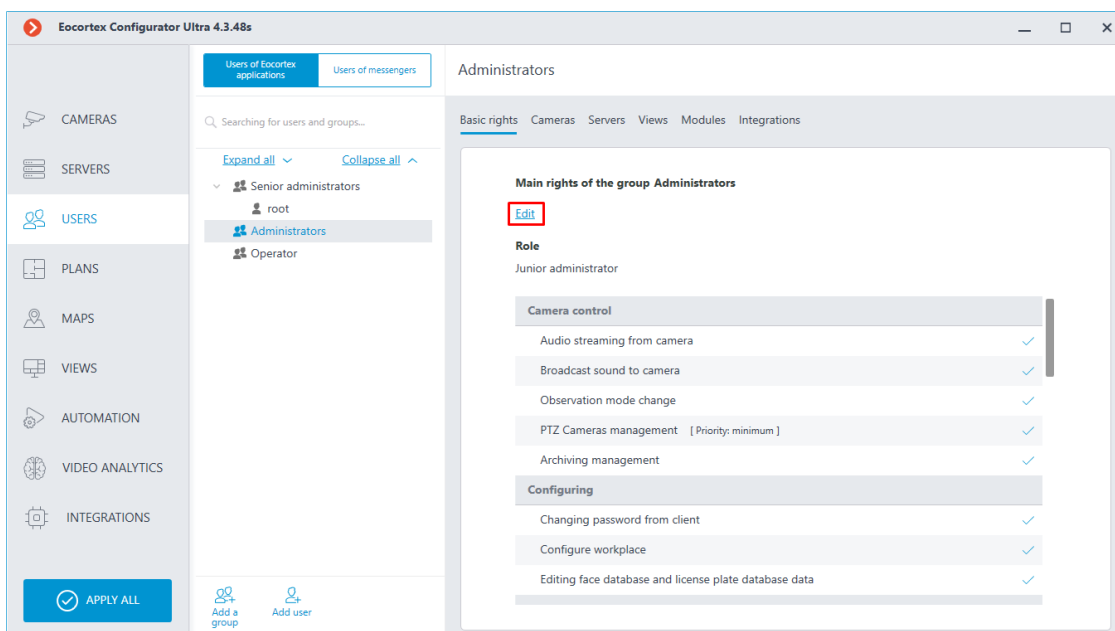 Eocortex Configurator Ultra 4.3.48s
CAMERAS
SERVERS
USERS
PLANS
MAPS
VIEWS
AUTOMATION
VIDEO ANALYTICS
INTEGRATIONS
APPLY ALL
Users of Eocortex
applications
Users of messengers
Searching for users and groups...
Expand all
Collapse all
Senior administrators
root
Administrators
Operator
Add a
group
Add user
Administrators
Basic rights Cameras Servers Views Modules Integrations
Main rights of the group Administrators
Edit
Role
Junior administrator
Camera control
Audio streaming from camera
Broadcast sound to camera
Observation mode change
PTZ Cameras management [ Priority: minimum ]
Archiving management
Configuring
Changing password from client
Configure workplace
Editing face database and license plate database data